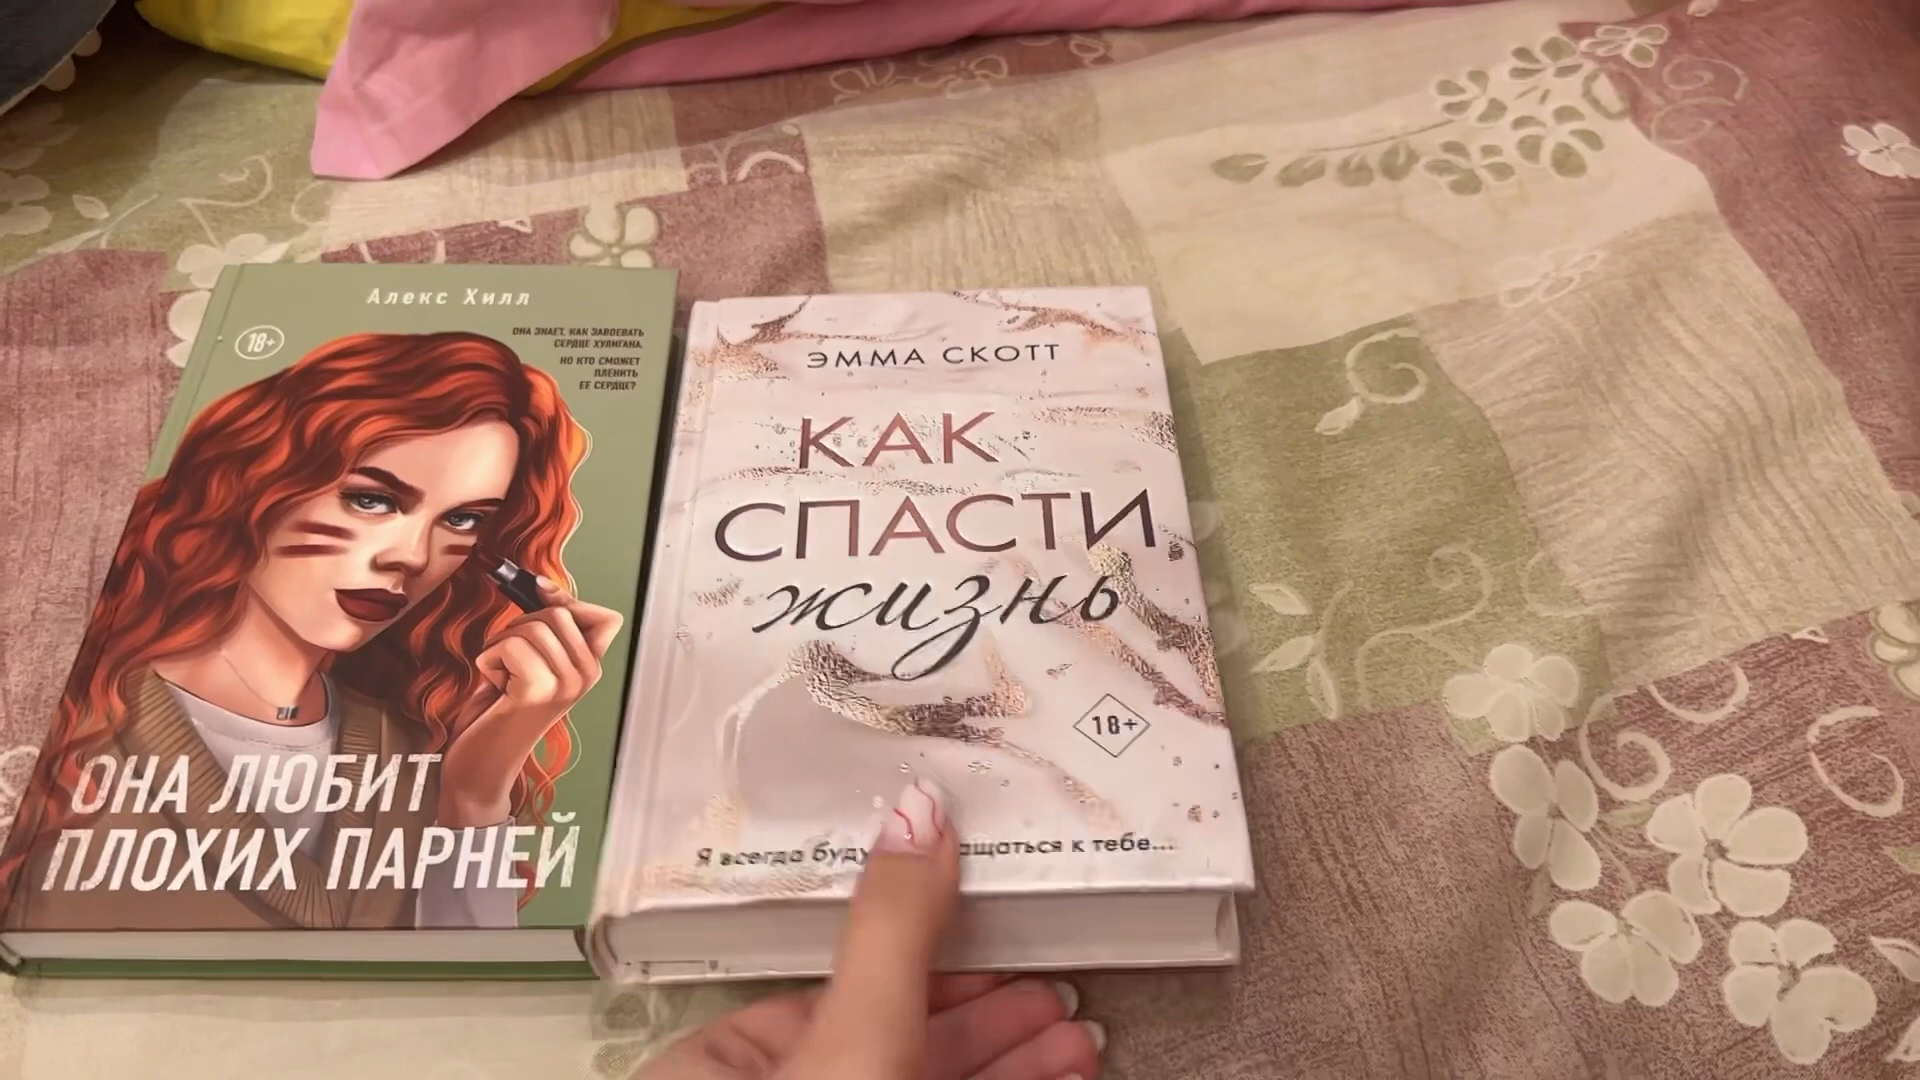 Алекс Хилл
18+
ОНА ЗНАЕТ, КАК ЗАВОЕВАТЬ
СЕРДЦЕ ХУЛИГАНА.
НО КТО СМОЖЕТ
ПЛЕНИТЬ
ЕЕ СЕРДЦЕ?
ОНА ЛЮБИТ
ПЛОХИХ ПАРНЕЙ
ЭММА СКОТТ
КАК
СПАСТИ
жизнь
18+
Я всегда буду к тебе...